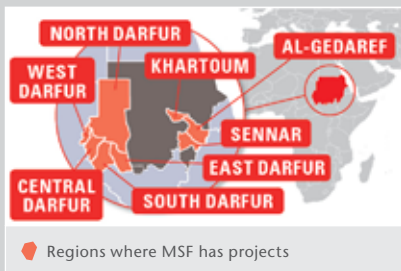 NORTH DARFUR
AL-GEDAREF
WEST
DARFUR
KHARTOUM
SENNAR
EAST DARFUR
CENTRAL
DARFUR
SOUTH DARFUR
Regions where MSF has projects